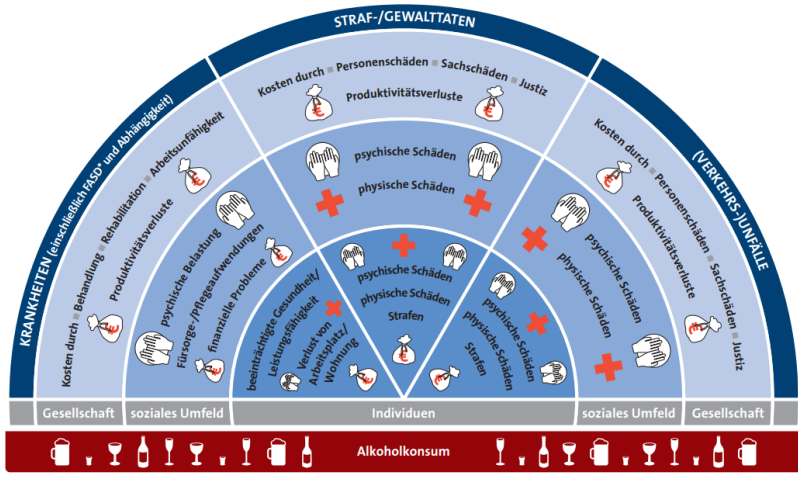 STRAF-/GEWALTTATEN
Kosten durch ▪ Personenschäden ▪ Sachschäden ▪ Justiz
Produktivitätsverluste
psychische Schäden
physische Schäden
psychische Schäden
physische Schäden
Strafen
KRANKHEITEN (einschließlich FASD* und Abhängigkeit)
Kosten durch ▪ Behandlung ▪ Rehabilitation ▪ Arbeitsunfähigkeit
Produktivitätsverluste
psychische Belastung
Fürsorge-/Pflegeaufwendungen
finanzielle Probleme
beeinträchtigte Gesundheit/
Leistungsfähigkeit
Verlust von
Arbeitsplatz/
Wohnung
(VERKEHRS-)UNFÄLLE
Kosten durch ▪ Personenschäden ▪ Sachschäden ▪ Justiz
Produktivitätsverluste
psychische Schäden
physische Schäden
psychische Schäden
physische Schäden
Strafen
Gesellschaft
soziales Umfeld
Individuen
soziales Umfeld
Gesellschaft
Alkoholkonsum